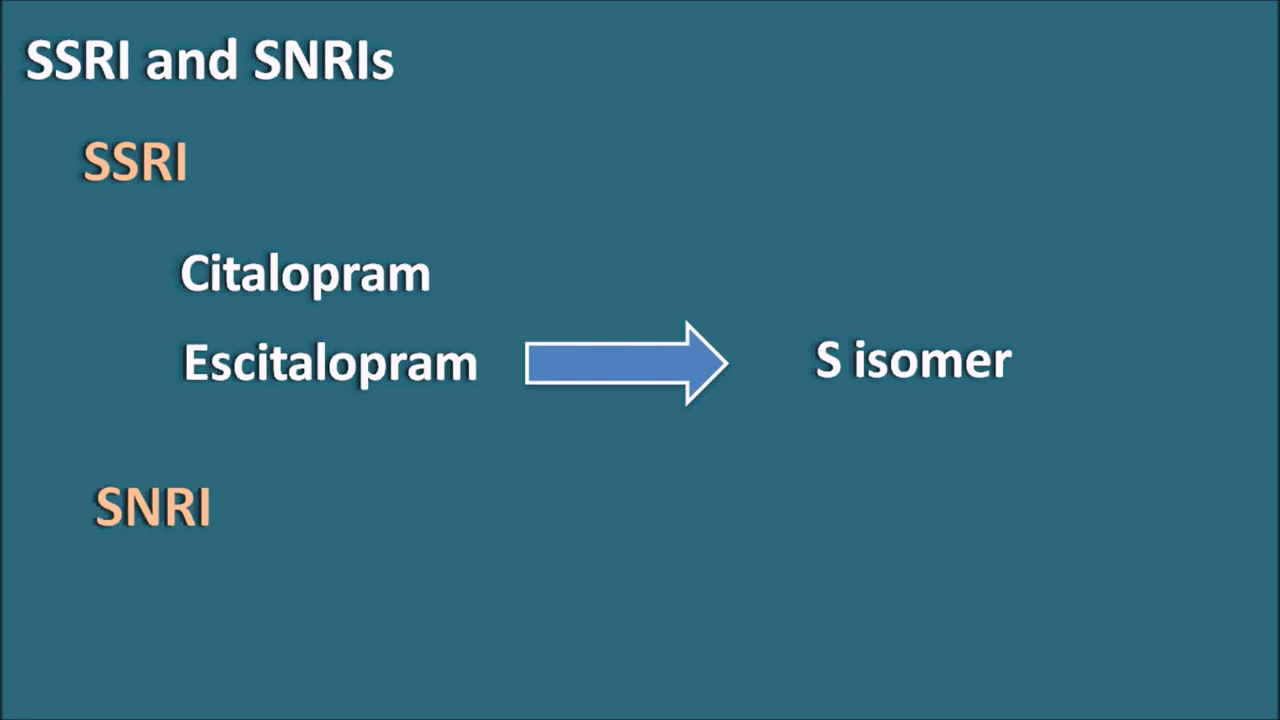 SSRI and SNRIs
SSRI
Citalopram
Escitalopram S isomer
SNRI